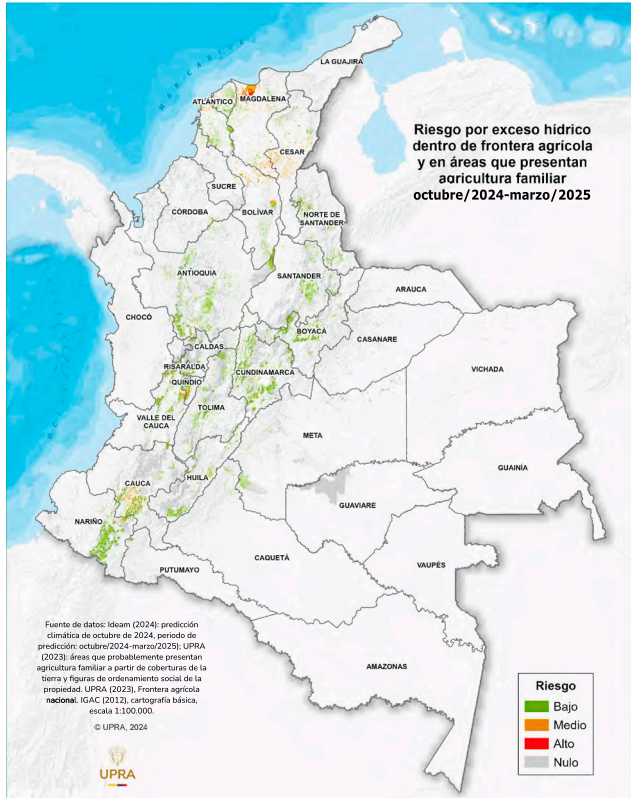 LA GUAJIRA
MAR CARIBE
ATLÁNTICO
MAGDALENA
Riesgo por exceso hídrico
dentro de frontera agrícola
y en áreas que presentan
agricultura familiar
octubre/2024-marzo/2025
CESAR
SUCRE
CÓRDOBA
BOLÍVAR
NORTE DE
SANTANDER
ANTIOQUIA
SANTANDER
ARAUCA
CHOCÓ
BOYACÁ
CASANARE
CALDAS
RISARALDA
CUNDINAMARCA
VICHADA
QUINDÍO
TOLIMA
VALLE DEL
CAUCA
META
GUAINÍA
HUILA
CAUCA
GUAVIARE
NARIÑO
CAQUETÁ
VAUPÉS
PUTUMAYO
AMAZONAS
Fuente de datos: Ideam (2024): predicción
climática de octubre de 2024, periodo de
predicción: octubre/2024-marzo/2025); UPRA
(2023): áreas que probablemente presentan
agricultura familiar a partir de coberturas de la
tierra y figuras de ordenamiento social de la
propiedad. UPRA (2023), Frontera agrícola
nacional. IGAC (2012), cartografía básica,
escala 1:100.000.
© UPRA, 2024
UPRA
Riesgo
Bajo
Medio
Alto
Nulo